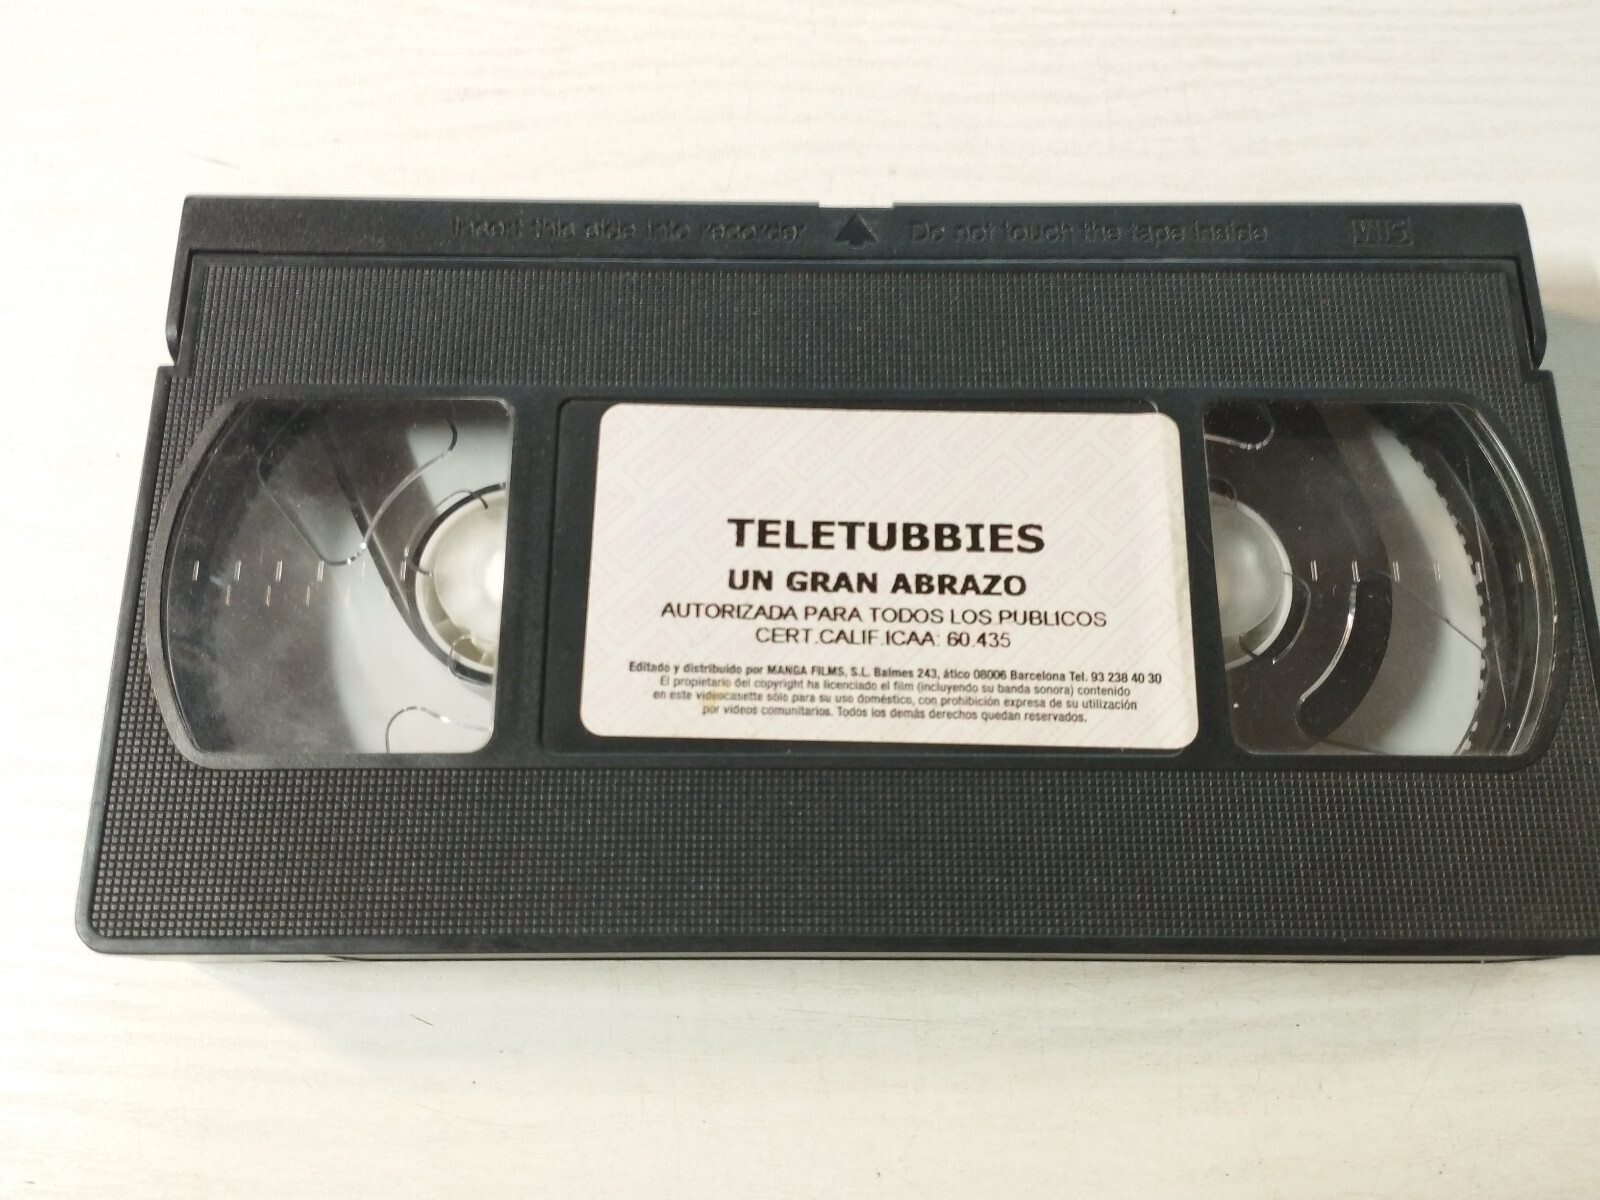 Insert this side into recorder Do not touch the tape inside VHS
TELETUBBIES
UN GRAN ABRAZO
AUTORIZADA PARA TODOS LOS PUBLICOS
CERT.CALIF.ICAA: 60.435
Editado y distribuido por MANGA FILMS, S.L. Balmes 243, ático 08006 Barcelona Tel. 93 238 40 30
El propietario del copyright ha licenciado el film (incluyendo su banda sonora) contenido
en este videocasette sólo para su uso doméstico, con prohibición expresa de su utilización
por videos comunitarios. Todos los demás derechos quedan reservados.